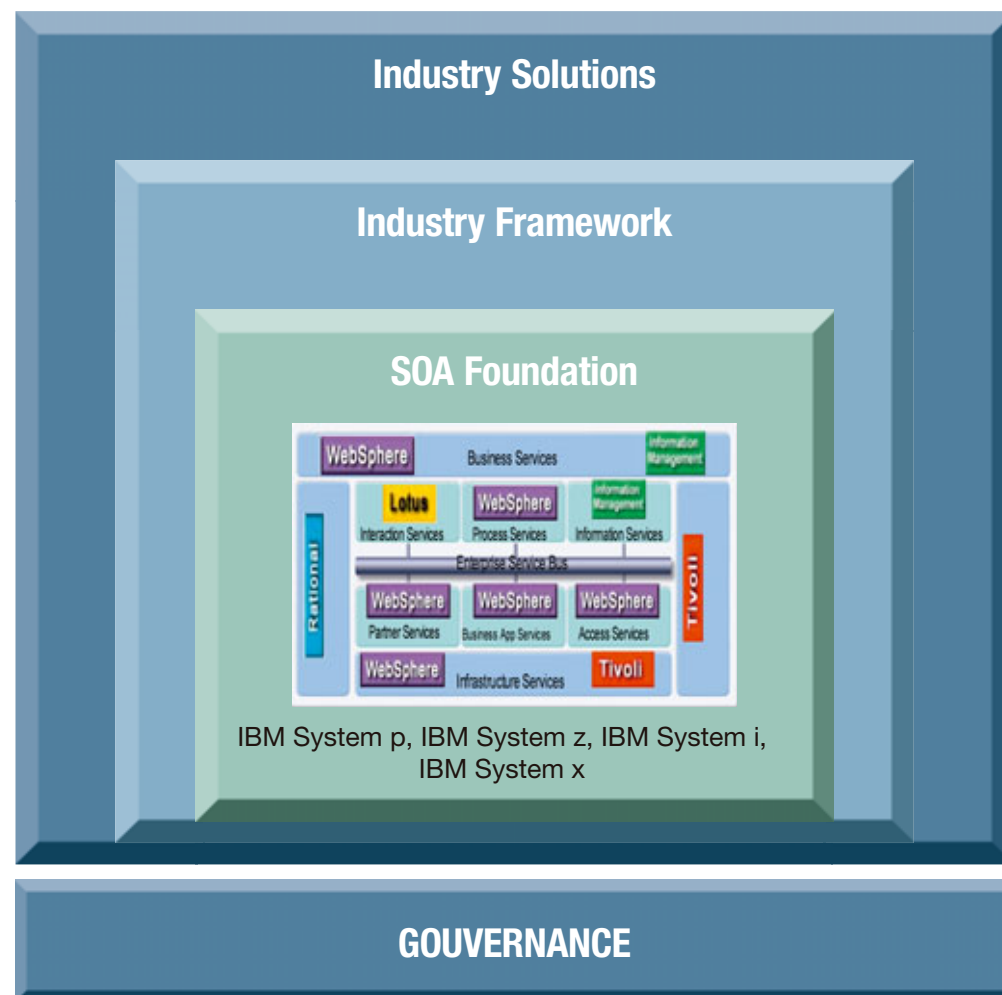 Industry Solutions
Industry Framework
SOA Foundation
WebSphere Business Services Information Management
Rational
Lotus
Interaction Services
WebSphere
Process Services
Information Management
Information Services
Tivoli
Enterprise Service Bus
WebSphere
Partner Services
WebSphere
Business App Services
WebSphere
Access Services
WebSphere Infrastructure Services Tivoli
IBM System p, IBM System z, IBM System i,
IBM System x
GOUVERNANCE